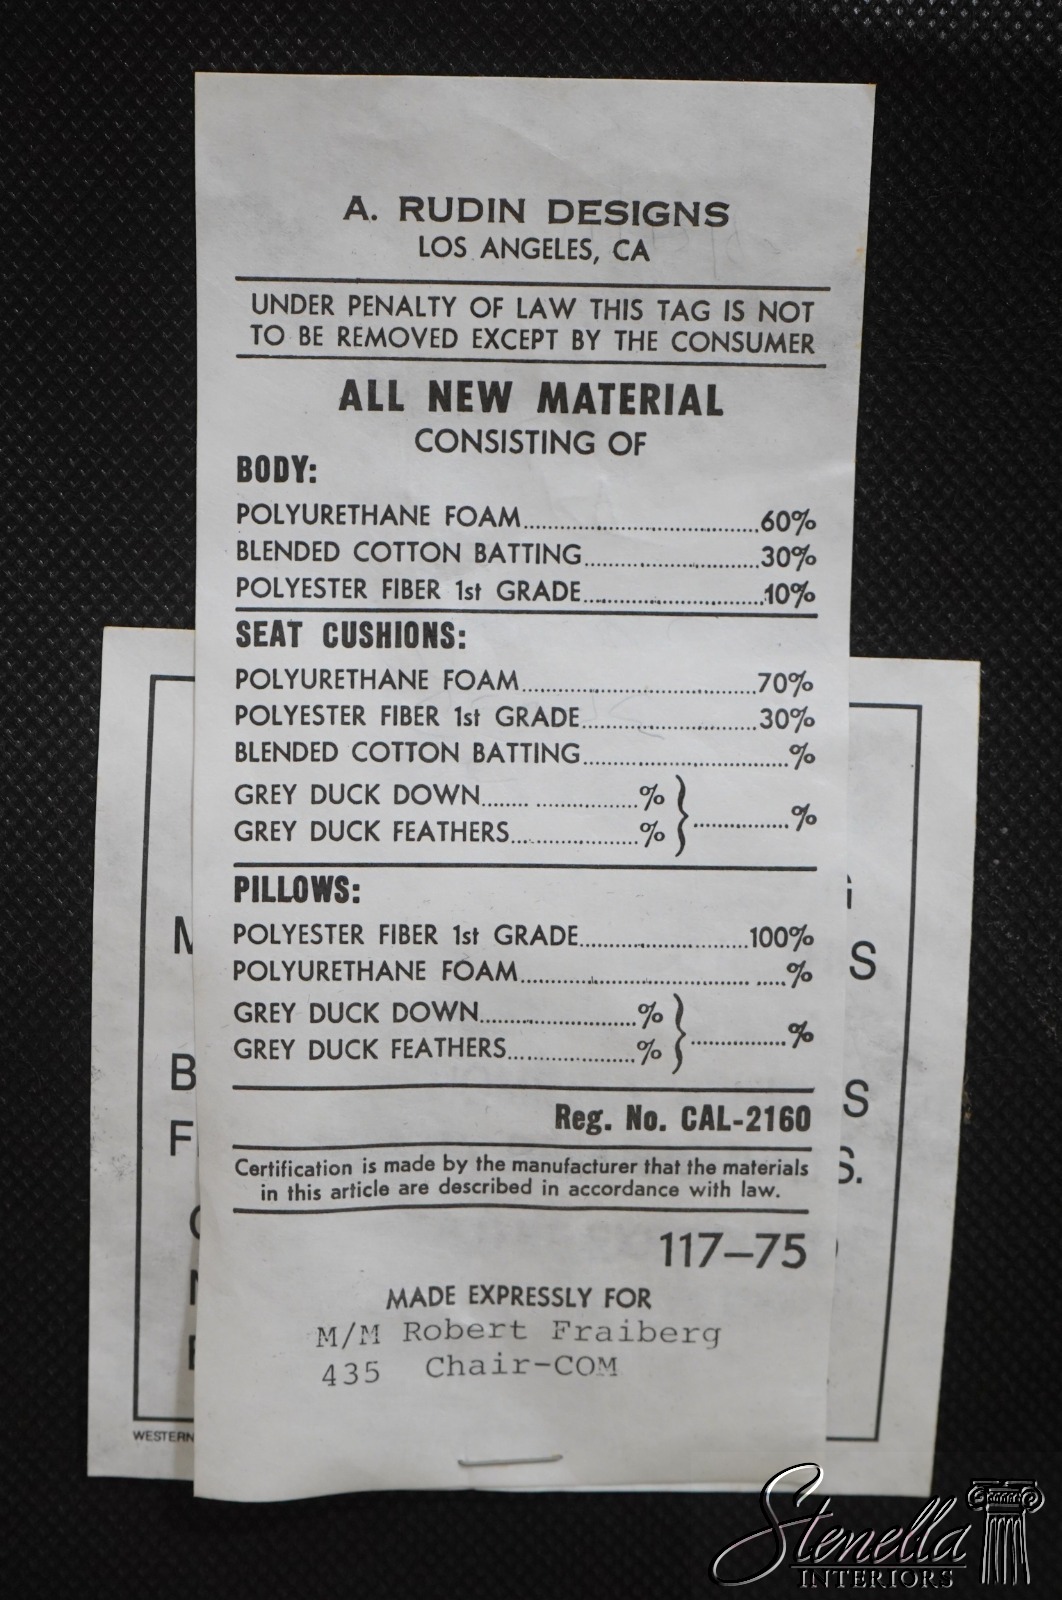 A. RUDIN DESIGNS
LOS ANGELES, CA
UNDER PENALTY OF LAW THIS TAG IS NOT
TO BE REMOVED EXCEPT BY THE CONSUMER
ALL NEW MATERIAL
CONSISTING OF
BODY:
POLYURETHANE FOAM..........60%
BLENDED COTTON BATTING..........30%
POLYESTER FIBER 1st GRADE..........10%
SEAT CUSHIONS:
POLYURETHANE FOAM..........70%
POLYESTER FIBER 1st GRADE..........30%
BLENDED COTTON BATTING..........%
GREY DUCK DOWN..........%
GREY DUCK FEATHERS..........% } ..........%
PILLOWS:
POLYESTER FIBER 1st GRADE..........100%
POLYURETHANE FOAM..........%
GREY DUCK DOWN..........%
GREY DUCK FEATHERS..........% } ..........%
Reg. No. CAL-2160
Certification is made by the manufacturer that the materials
in this article are described in accordance with law.
117–75
MADE EXPRESSLY FOR
M/M Robert Fraiberg
435 Chair-COM
WESTERN
Stenella
INTERIORS